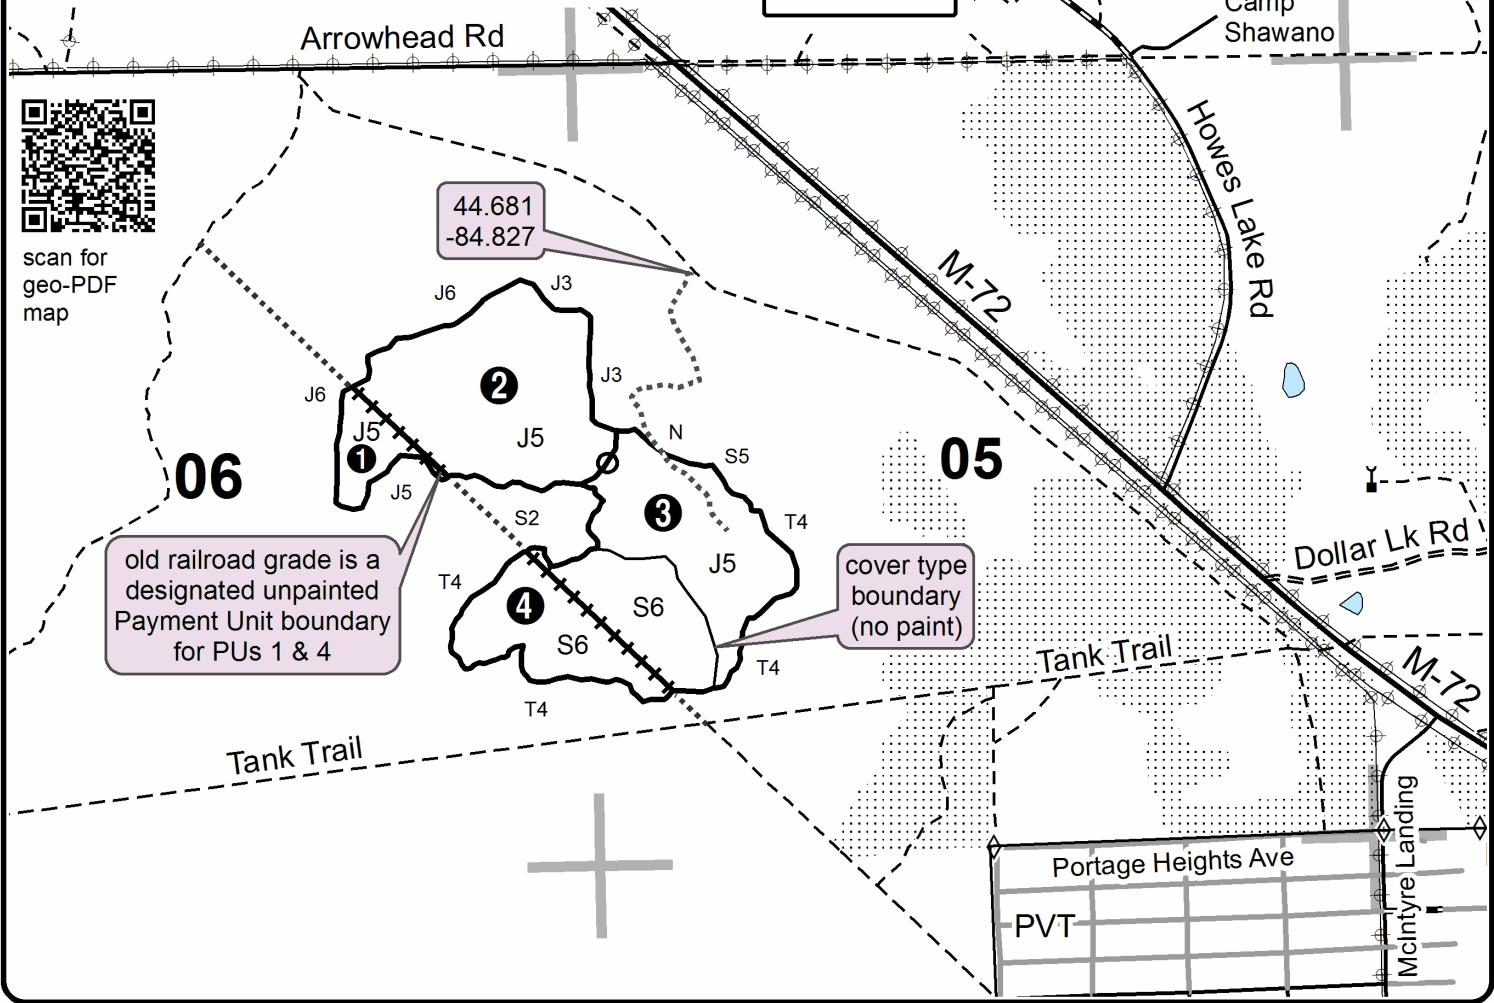 Camp
Shawano
Arrowhead Rd
scan for
geo-PDF
map
44.681
-84.827
Howes Lake Rd
M-72
J6
J3
J3
J6
2
J5
J5
1
J5
06
N
S5
05
3
T4
S2
J5
old railroad grade is a
designated unpainted
Payment Unit boundary
for PUs 1 & 4
T4
4
S6
S6
cover type
boundary
(no paint)
Dollar Lk Rd
T4
T4
Tank Trail
Tank Trail
M-72
McIntyre Landing
Portage Heights Ave
PVT